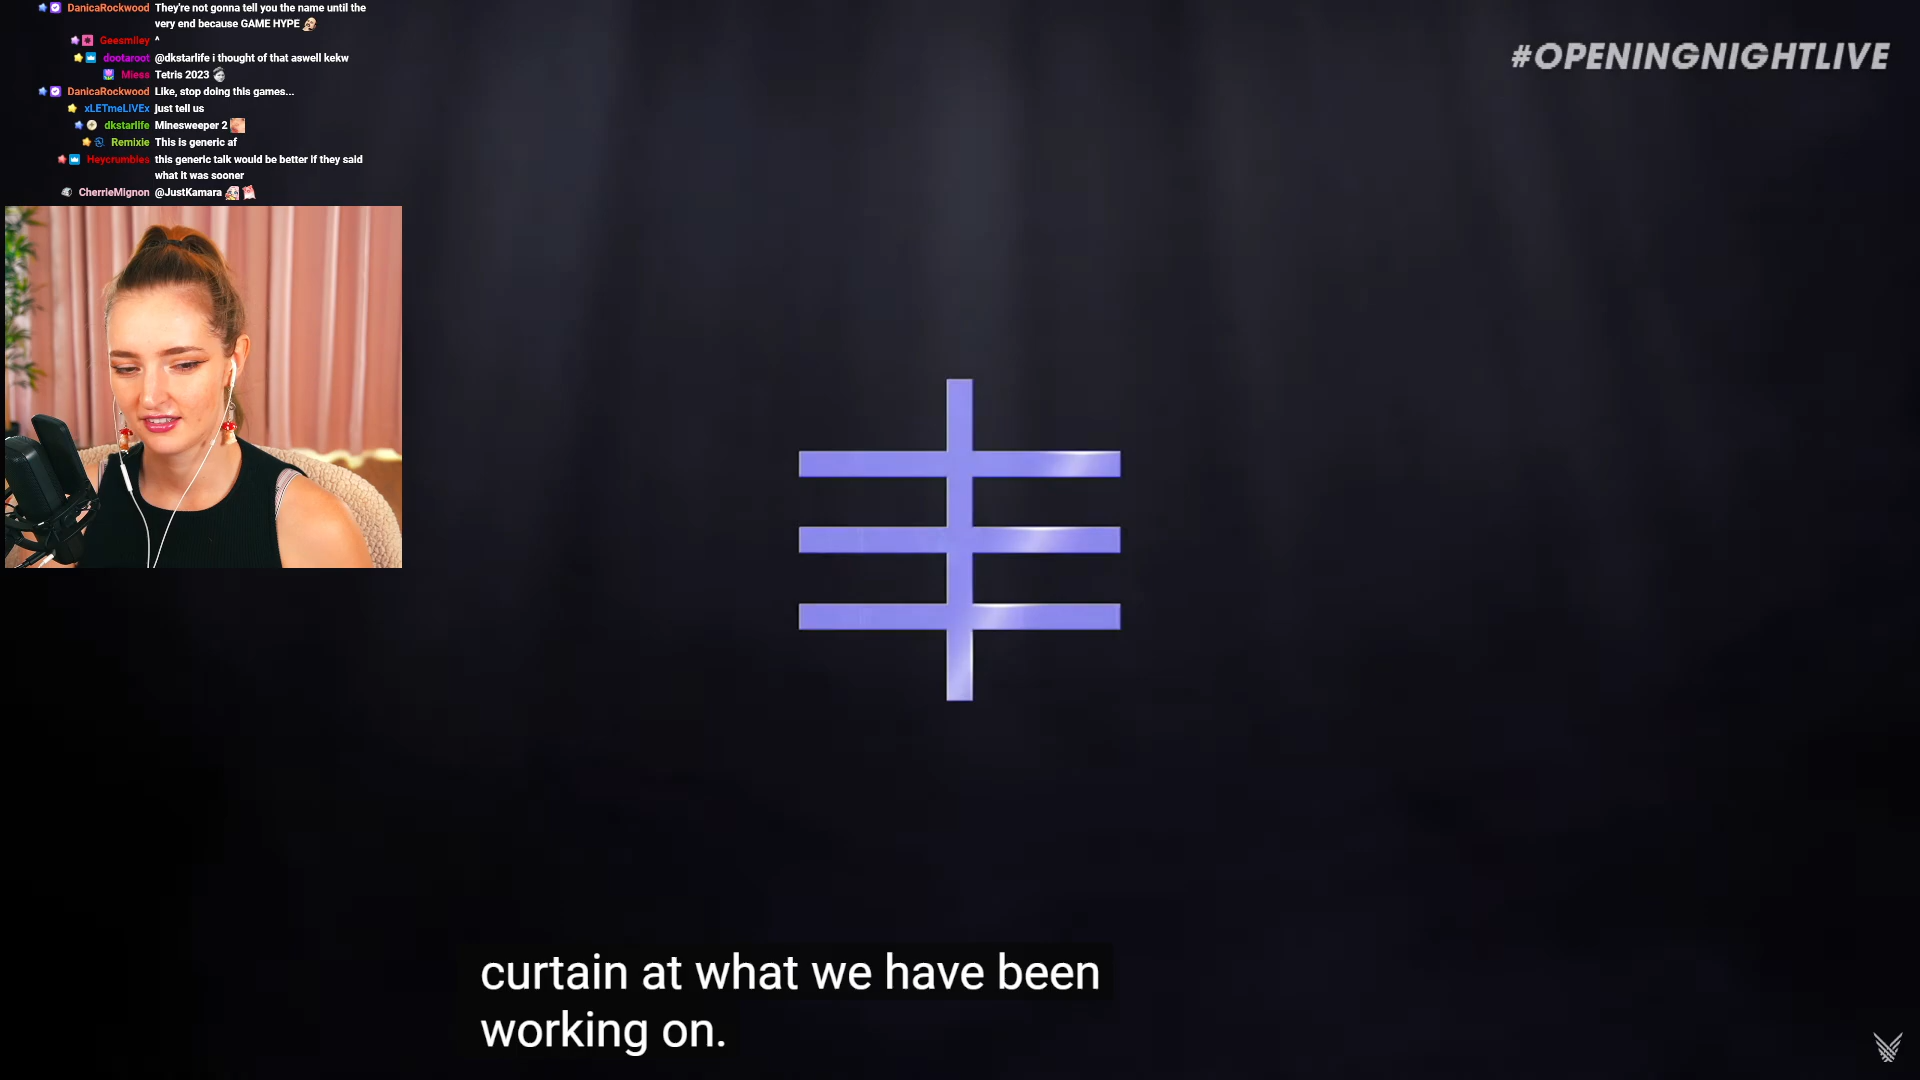 DanicaRockwood They're not gonna tell you the name until the
very end because GAME HYPE
Geesmiley ^
dootaroot @dkstarlife i thought of that aswell kekw
Miess Tetris 2023
DanicaRockwood Like, stop doing this games...
xLETmeLIVEx just tell us
dkstarlife Minesweeper 2
Remixie This is generic af
Heycrumbles this generic talk would be better if they said
what it was sooner
CherrieMignon @JustKamara
#OPENINGNIGHTLIVE
curtain at what we have been
working on.